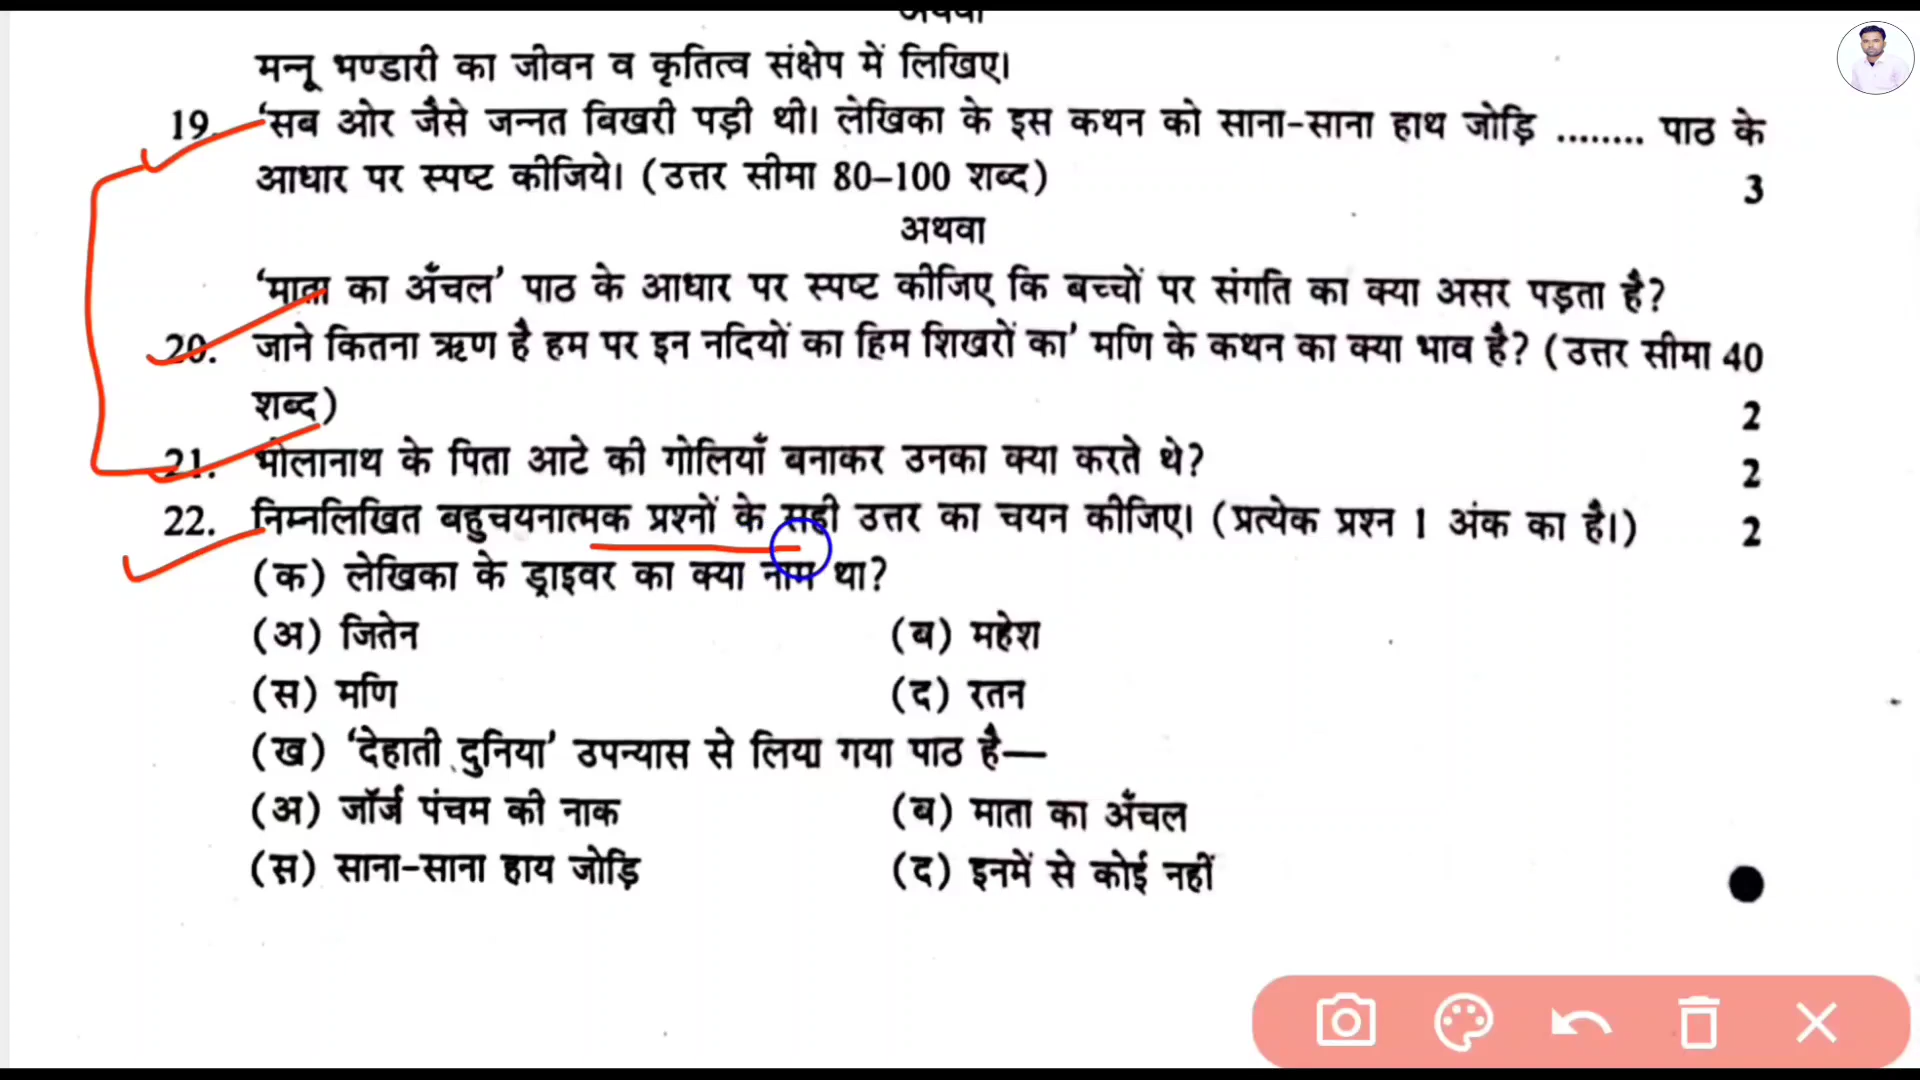 अथवा
मन्नू भण्डारी का जीवन व कृतित्व संक्षेप में लिखिए।
19. ‘सब ओर जैसे जन्नत बिखरी पड़ी थी। लेखिका के इस कथन को साना-साना हाथ जोड़ि ........ पाठ के
आधार पर स्पष्ट कीजिये। (उत्तर सीमा 80–100 शब्द) 3
अथवा
‘माता का अँचल’ पाठ के आधार पर स्पष्ट कीजिए कि बच्चों पर संगति का क्या असर पड़ता है?
20. जाने कितना ऋण है हम पर इन नदियों का हिम शिखरों का’ मणि के कथन का क्या भाव है? (उत्तर सीमा 40
शब्द) 2
21. भोलानाथ के पिता आटे की गोलियाँ बनाकर उनका क्या करते थे? 2
22. निम्नलिखित बहुचयनात्मक प्रश्नों के सही उत्तर का चयन कीजिए। (प्रत्येक प्रश्न 1 अंक का है।) 2
(क) लेखिका के ड्राइवर का क्या नाम था?
(अ) जितेन (ब) महेश
(स) मणि (द) रतन
(ख) ‘देहाती दुनिया’ उपन्यास से लिया गया पाठ है—
(अ) जॉर्ज पंचम की नाक (ब) माता का अँचल
(स) साना-साना हाय जोड़ि (द) इनमें से कोई नहीं